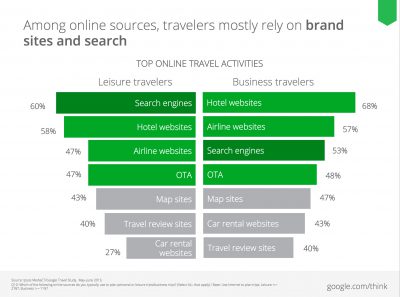 Among online sources, travelers mostly rely on brand
sites and search
TOP ONLINE TRAVEL ACTIVITIES
Leisure travelers
Business travelers
60%
Search engines
58%
Hotel websites
47%
Airline websites
47%
OTA
43%
Map sites
40%
Travel review sites
27%
Car rental
websites
Hotel websites
68%
Airline websites
57%
Search engines
53%
OTA
48%
Map sites
47%
Car rental websites
43%
Travel review sites
40%
google.com/think